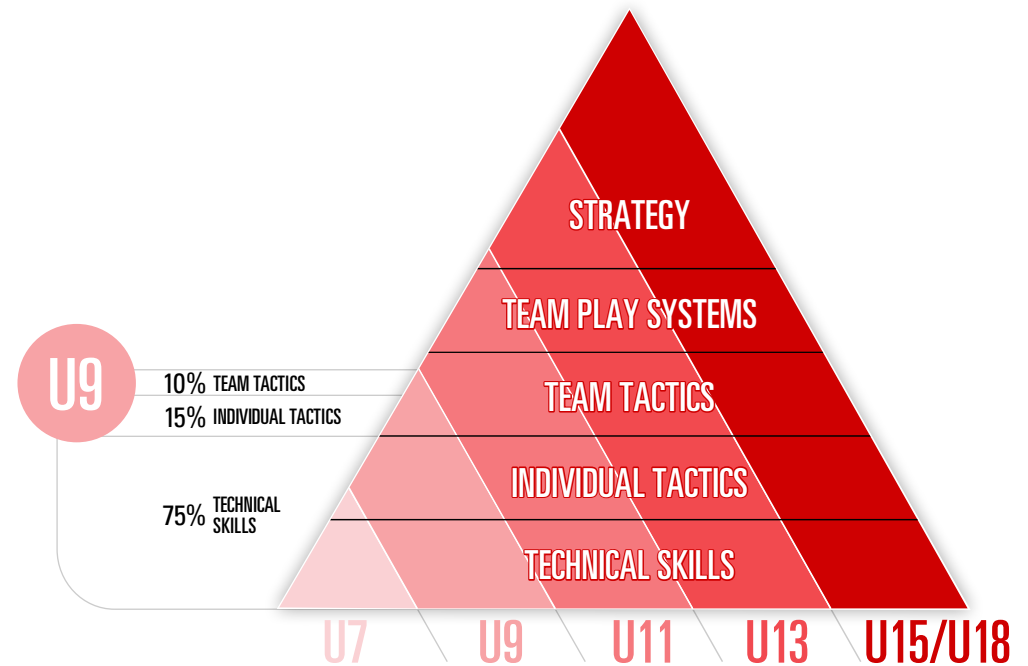 STRATEGY
TEAM PLAY SYSTEMS
TEAM TACTICS
INDIVIDUAL TACTICS
TECHNICAL SKILLS
U9
10% TEAM TACTICS
15% INDIVIDUAL TACTICS
75% TECHNICAL
SKILLS
U7 U9 U11 U13 U15/U18